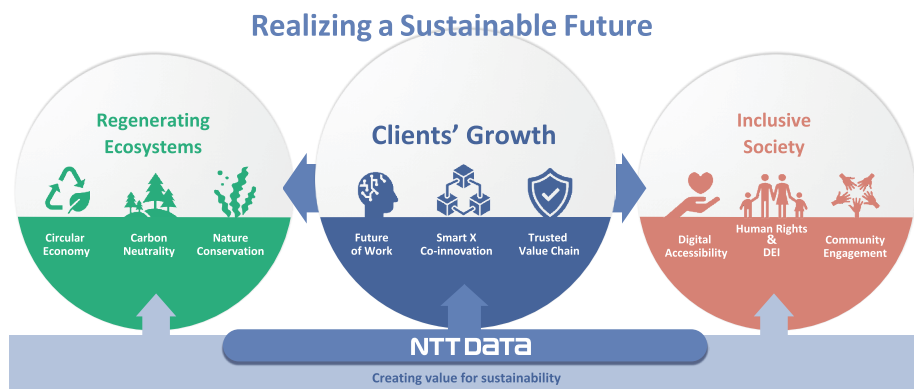 Realizing a Sustainable Future
Regenerating
Ecosystems
Circular
Economy
Carbon
Neutrality
Nature
Conservation
Clients’ Growth
Future
of Work
Smart X
Co-innovation
Trusted
Value Chain
Inclusive
Society
Digital
Accessibility
Human Rights
&
DEI
Community
Engagement
NTT DATA
Creating value for sustainability